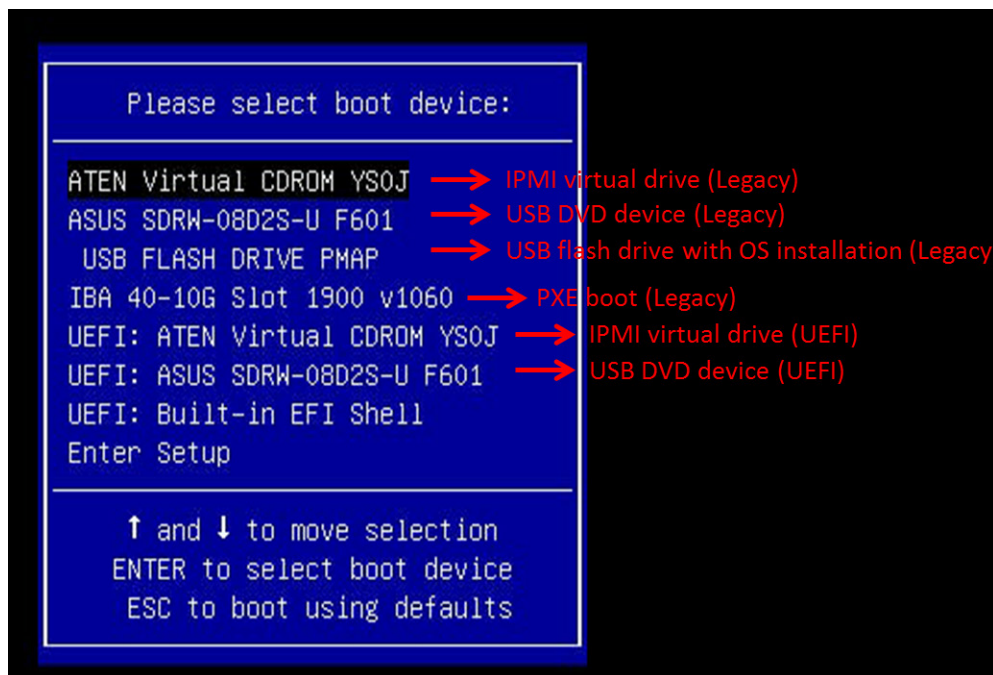 Please select boot device:
ATEN Virtual CDROM YS0J → IPMI virtual drive (Legacy)
ASUS SDRW-08D2S-U F601 → USB DVD device (Legacy)
USB FLASH DRIVE PMAP → USB flash drive with OS installation (Legacy
IBA 40-10G Slot 1900 v1060 → PXE boot (Legacy)
UEFI: ATEN Virtual CDROM YS0J → IPMI virtual drive (UEFI)
UEFI: ASUS SDRW-08D2S-U F601 → USB DVD device (UEFI)
UEFI: Built-in EFI Shell
Enter Setup
↑ and ↓ to move selection
ENTER to select boot device
ESC to boot using defaults